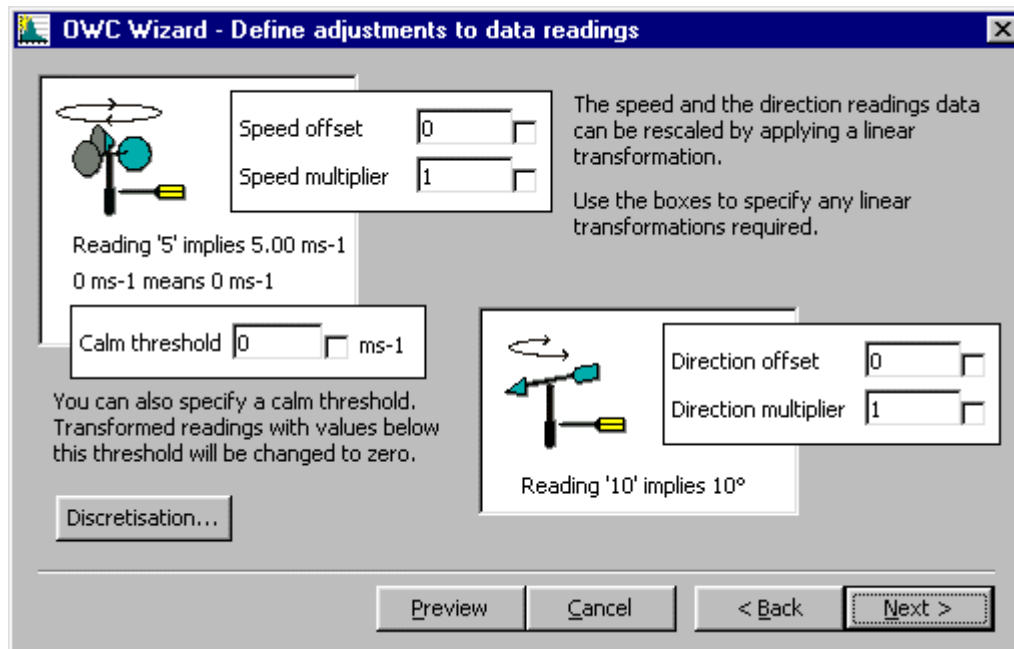 OWC Wizard - Define adjustments to data readings
Speed offset 0
Speed multiplier 1
Reading '5' implies 5.00 ms-1
0 ms-1 means 0 ms-1
Calm threshold 0 ms-1
You can also specify a calm threshold.
Transformed readings with values below
this threshold will be changed to zero.
Discretisation...
The speed and the direction readings data
can be rescaled by applying a linear
transformation.
Use the boxes to specify any linear
transformations required.
Direction offset 0
Direction multiplier 1
Reading '10' implies 10°
Preview Cancel < Back Next >